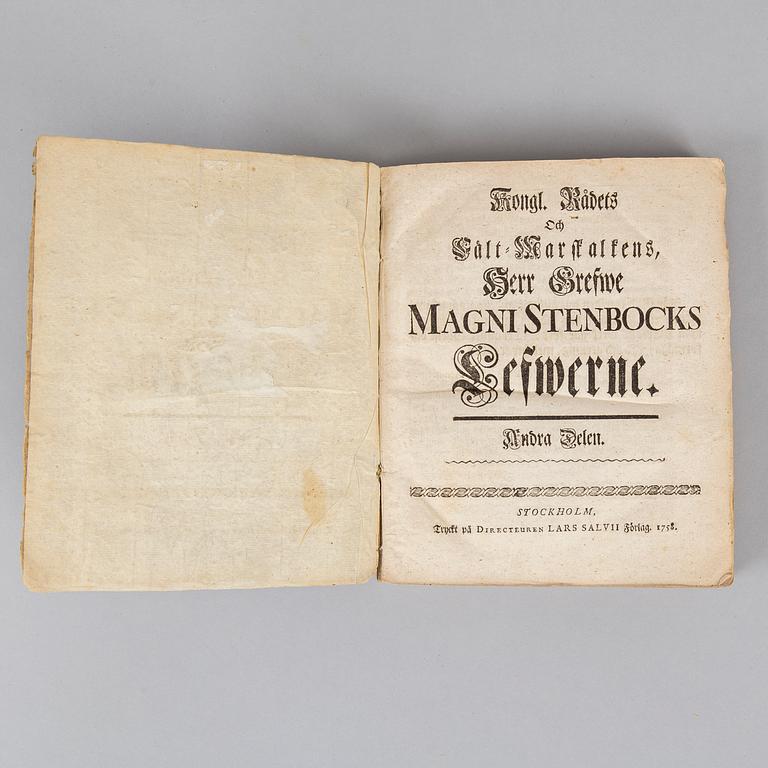 Kongl. Rådets
Och
Fält-Marskalkens,
Herr Grefwe
MAGNI STENBOCKS
Lefwerne.
Andra Delen.
STOCKHOLM,
Tryckt på DIRECTEUREN LARS SALVII Förlag. 1758.